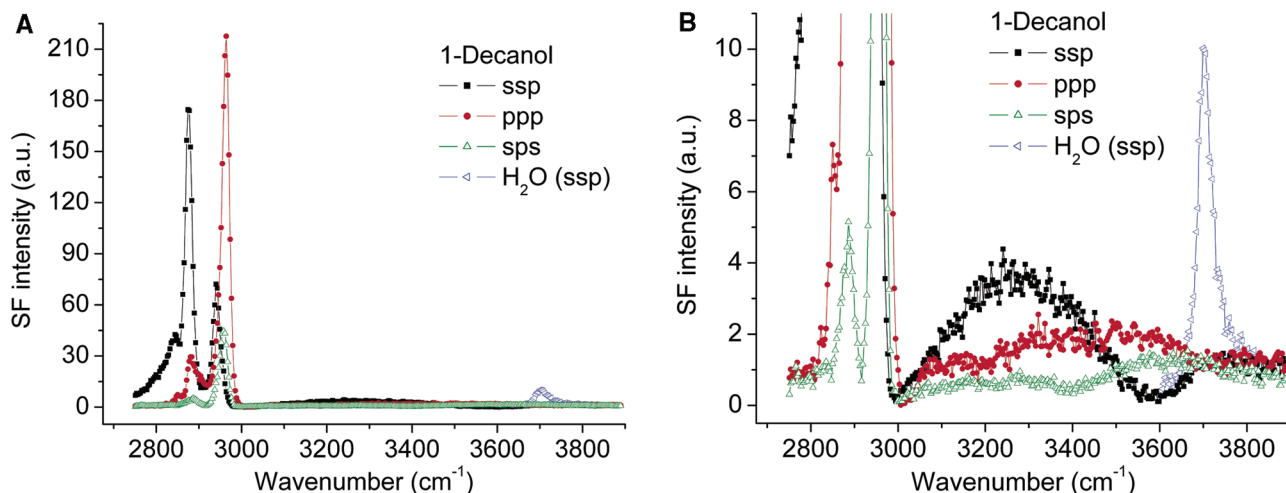 A
1-Decanol
ssp
ppp
sps
H₂O (ssp)
SF intensity (a.u.)
210
180
150
120
90
60
30
0
2800 3000 3200 3400 3600 3800
Wavenumber (cm⁻¹)
B
1-Decanol
ssp
ppp
sps
H₂O (ssp)
SF intensity (a.u.)
10
8
6
4
2
0
2800 3000 3200 3400 3600 3800
Wavenumber (cm⁻¹)